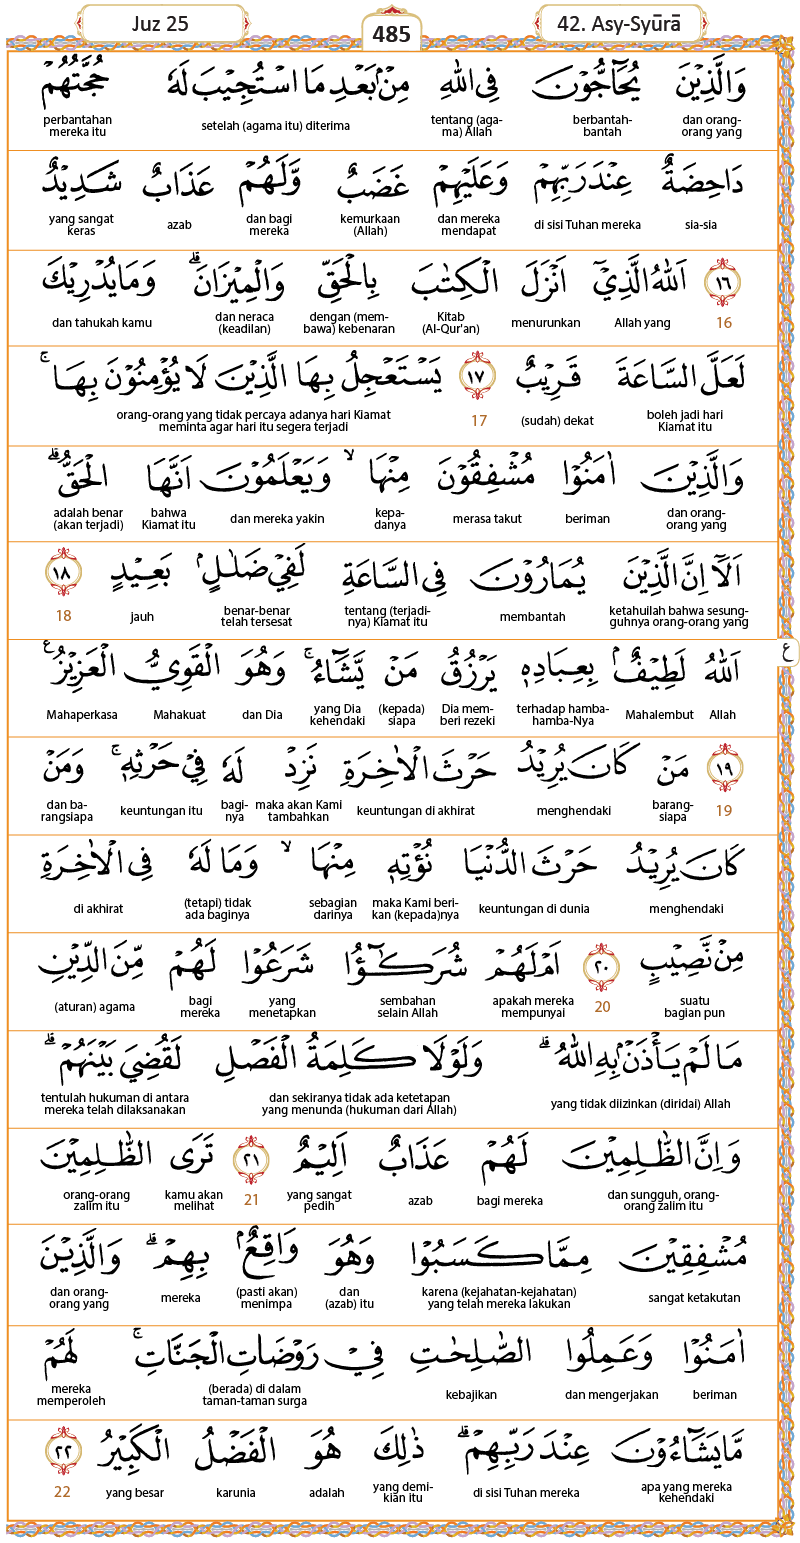 Juz 25
485
42. Asy-Syūrā
وَالَّذِيْنَ يُحَاۤجُّوْنَ فِى اللّٰهِ مِنْۢ بَعْدِ مَا اسْتُجِيْبَ لَهٗ حُجَّتُهُمْ
dan orang-orang yang berbantah-bantah tentang (agama) Allah setelah (agama itu) diterima perbantahan mereka itu
دَاحِضَةٌ عِنْدَ رَبِّهِمْ وَعَلَيْهِمْ غَضَبٌ وَّلَهُمْ عَذَابٌ شَدِيْدٌ
sia-sia di sisi Tuhan mereka dan mereka mendapat kemurkaan (Allah) dan bagi mereka azab yang sangat keras
١٦ اَللّٰهُ الَّذِيْٓ اَنْزَلَ الْكِتٰبَ بِالْحَقِّ وَالْمِيْزَانَ ۗ وَمَا يُدْرِيْكَ
16 Allah yang menurunkan Kitab (Al-Qur'an) dengan (membawa) kebenaran dan neraca (keadilan) dan tahukah kamu
لَعَلَّ السَّاعَةَ قَرِيْبٌ ١٧ يَسْتَعْجِلُ بِهَا الَّذِيْنَ لَا يُؤْمِنُوْنَ بِهَا ۚ
boleh jadi hari Kiamat itu (sudah) dekat 17 orang-orang yang tidak percaya adanya hari Kiamat meminta agar hari itu segera terjadi
وَالَّذِيْنَ اٰمَنُوْا مُشْفِقُوْنَ مِنْهَا ۙ وَيَعْلَمُوْنَ اَنَّهَا الْحَقُّ ۗ
dan orang-orang yang beriman merasa takut kepadanya dan mereka yakin bahwa Kiamat itu adalah benar (akan terjadi)
اَلَآ اِنَّ الَّذِيْنَ يُمَارُوْنَ فِى السَّاعَةِ لَفِيْ ضَلٰلٍۢ بَعِيْدٍ ١٨
ketahuilah bahwa sesungguhnya orang-orang yang membantah tentang (terjadinya) Kiamat itu benar-benar telah tersesat jauh 18
اَللّٰهُ لَطِيْفٌۢ بِعِبَادِهٖ يَرْزُقُ مَنْ يَّشَاۤءُ ۚ وَهُوَ الْقَوِيُّ الْعَزِيْزُ ࣖ
ع
Allah Mahalembut terhadap hamba-hamba-Nya Dia memberi rezeki (kepada) siapa yang Dia kehendaki dan Dia Mahakuat Mahaperkasa
١٩ مَنْ كَانَ يُرِيْدُ حَرْثَ الْاٰخِرَةِ نَزِدْ لَهٗ فِيْ حَرْثِهٖ ۚ وَمَنْ
19 barangsiapa menghendaki keuntungan di akhirat maka akan Kami tambahkan baginya keuntungan itu dan barangsiapa
كَانَ يُرِيْدُ حَرْثَ الدُّنْيَا نُؤْتِهٖ مِنْهَا ۙ وَمَا لَهٗ فِى الْاٰخِرَةِ
menghendaki keuntungan di dunia maka Kami berikan (kepada)nya sebagian darinya (tetapi) tidak ada baginya di akhirat
مِنْ نَّصِيْبٍ ٢٠ اَمْ لَهُمْ شُرَكٰۤؤُا شَرَعُوْا لَهُمْ مِّنَ الدِّيْنِ
suatu bagian pun 20 apakah mereka mempunyai sembahan selain Allah yang menetapkan bagi mereka (aturan) agama
مَا لَمْ يَأْذَنْۢ بِهِ اللّٰهُ ۗ وَلَوْلَا كَلِمَةُ الْفَصْلِ لَقُضِيَ بَيْنَهُمْ ۗ
yang tidak diizinkan (diridai) Allah dan sekiranya tidak ada ketetapan yang menunda (hukuman dari Allah) tentulah hukuman di antara mereka telah dilaksanakan
وَاِنَّ الظّٰلِمِيْنَ لَهُمْ عَذَابٌ اَلِيْمٌ ٢١ تَرَى الظّٰلِمِيْنَ
dan sungguh, orang-orang zalim itu bagi mereka azab yang sangat pedih 21 kamu akan melihat orang-orang zalim itu
مُشْفِقِيْنَ مِمَّا كَسَبُوْا وَهُوَ وَاقِعٌۢ بِهِمْ ۗ وَالَّذِيْنَ
sangat ketakutan karena (kejahatan-kejahatan) yang telah mereka lakukan dan (azab) itu (pasti akan) menimpa mereka dan orang-orang yang
اٰمَنُوْا وَعَمِلُوا الصّٰلِحٰتِ فِيْ رَوْضَاتِ الْجَنّٰتِ ۚ لَهُمْ
beriman dan mengerjakan kebajikan (berada) di dalam taman-taman surga mereka memperoleh
مَّا يَشَاۤءُوْنَ عِنْدَ رَبِّهِمْ ۗ ذٰلِكَ هُوَ الْفَضْلُ الْكَبِيْرُ ٢٢
apa yang mereka kehendaki di sisi Tuhan mereka yang demikian itu adalah karunia yang besar 22